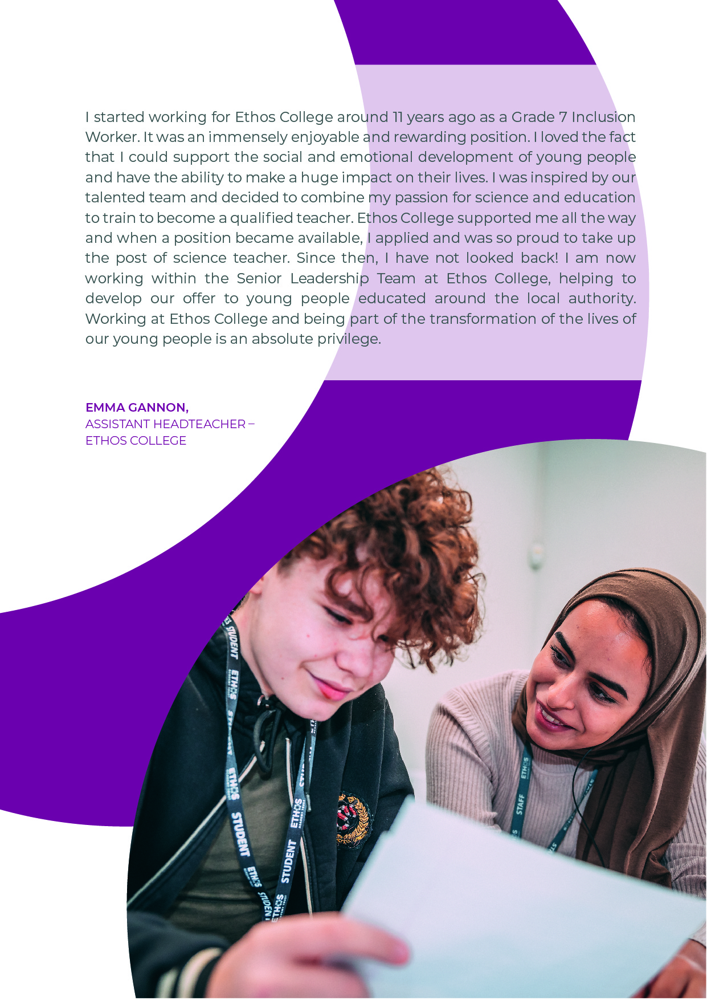 I started working for Ethos College around 11 years ago as a Grade 7 Inclusion
Worker. It was an immensely enjoyable and rewarding position. I loved the fact
that I could support the social and emotional development of young people
and have the ability to make a huge impact on their lives. I was inspired by our
talented team and decided to combine my passion for science and education
to train to become a qualified teacher. Ethos College supported me all the way
and when a position became available, I applied and was so proud to take up
the post of science teacher. Since then, I have not looked back! I am now
working within the Senior Leadership Team at Ethos College, helping to
develop our offer to young people educated around the local authority.
Working at Ethos College and being part of the transformation of the lives of
our young people is an absolute privilege.
EMMA GANNON,
ASSISTANT HEADTEACHER –
ETHOS COLLEGE
STUDENT
ETHOS
ETHOS
STUDENT
ETHOS
STUDENT
ETHOS
ACADEMY TRUST
STUDENT
ETHOS
ETHOS
STAFF